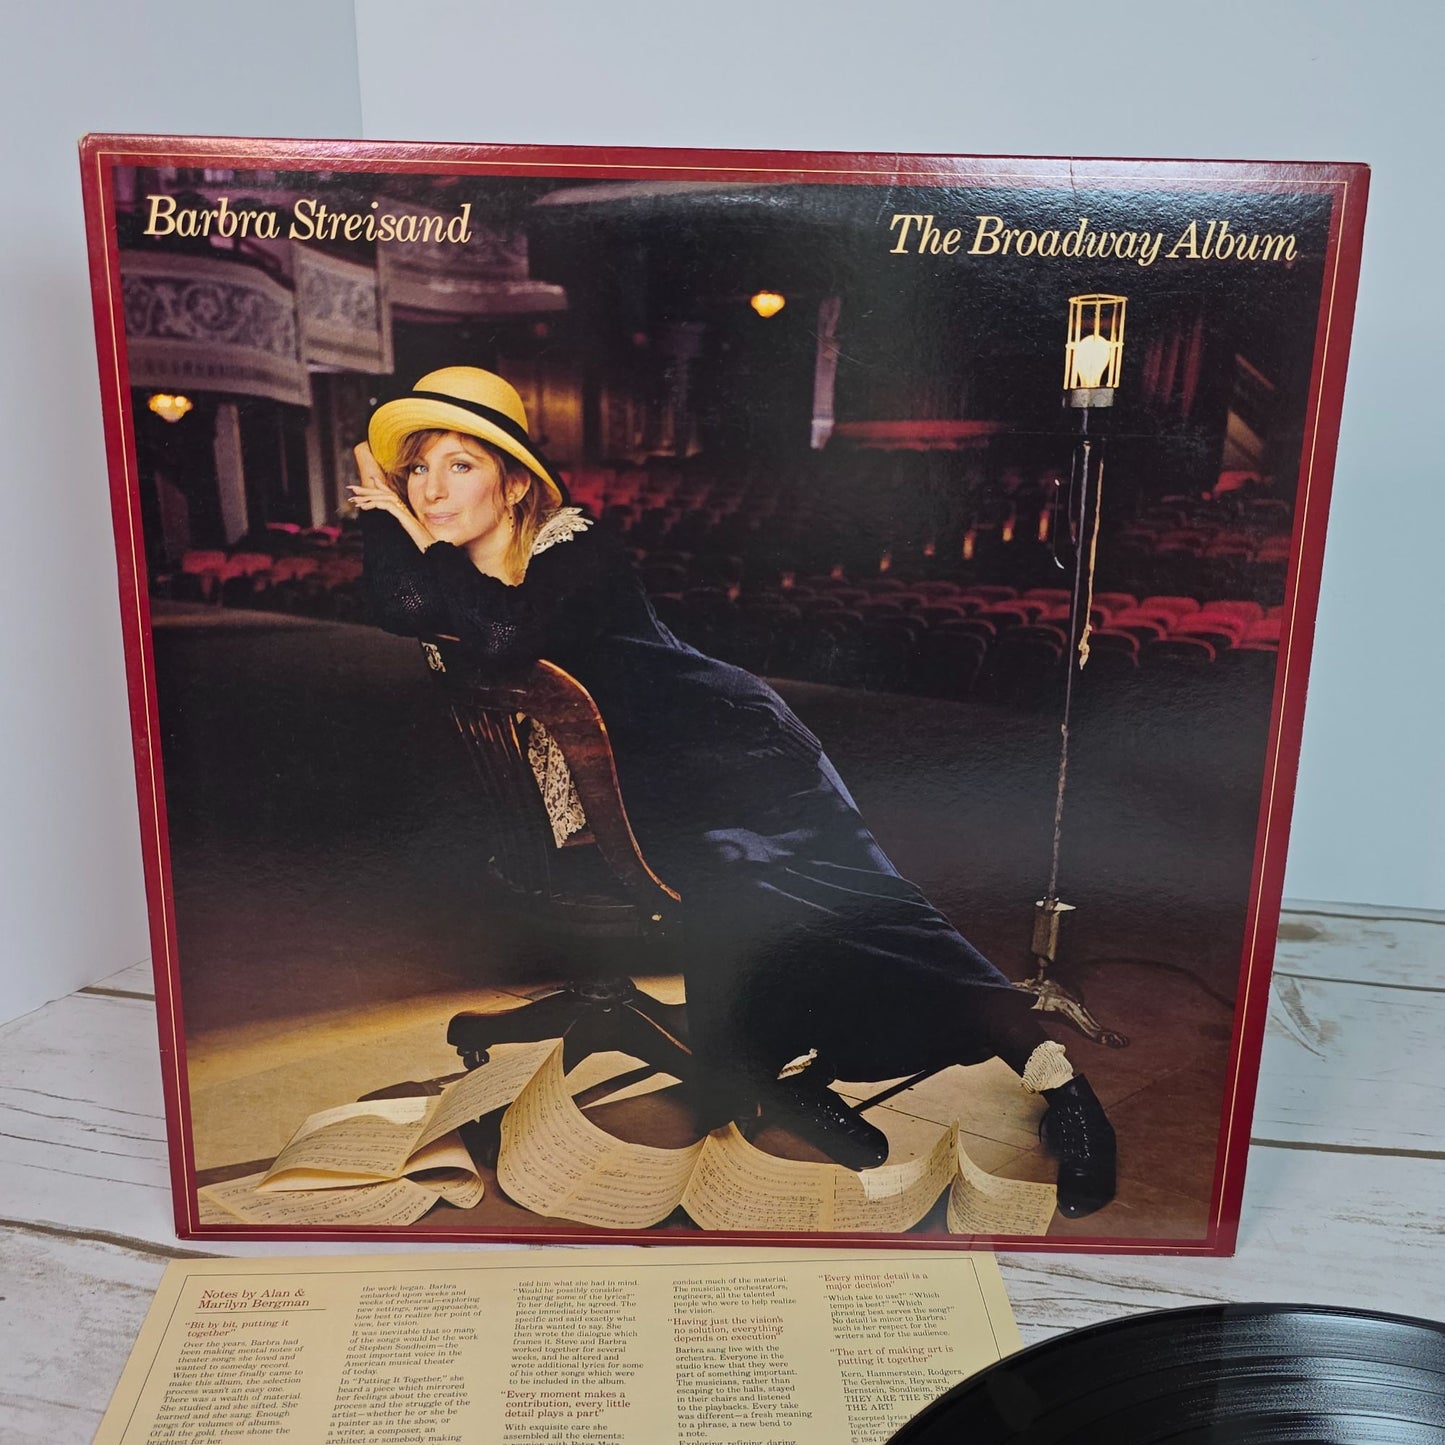 Barbra Streisand
The Broadway Album
Notes by Alan &
Marilyn Bergman
"Bit by bit, putting it
together"
Over the years, Barbra had
been making mental notes of
theater songs she loved and
wanted to someday record.
When the time finally came to
make this album, the selection
process wasn't an easy one.
There was a wealth of material.
She studied and she sifted. She
learned and she sang. Enough
songs for volumes of albums.
Of all the gold, these shone the
brightest for her.
the work began. Barbra
embarked upon weeks and
weeks of rehearsal—exploring
new settings, new approaches,
how best to realize her point of
view, her vision.
It was inevitable that so many
of the songs would be the work
of Stephen Sondheim—the
most important voice in the
American musical theater
of today.
In "Putting It Together," she
heard a piece which mirrored
her feelings about the creative
process and the struggle of the
artist—whether he or she be
a painter as in the show, or
a writer, a composer, an
architect or somebody making
told him what she had in mind.
"Would he possibly consider
changing some of the lyrics?"
To her delight, he agreed. The
piece immediately became
specific and said exactly what
Barbra wanted to say. She
then wrote the dialogue which
frames it. Steve and Barbra
worked together for several
weeks, and he altered and
wrote additional lyrics for some
of his other songs which were
to be included in the album.
"Every moment makes a
contribution, every little
detail plays a part"
With exquisite care she
assembled all the elements;
a reunion with Peter Matz
conduct much of the material.
The musicians, orchestrators,
engineers, all the talented
people who were to help realize
the vision.
"Having just the vision's
no solution, everything
depends on execution"
Barbra sang live with the
orchestra. Everyone in the
studio knew that they were
part of something important.
The musicians, rather than
escaping to the halls, stayed
in their chairs and listened
to the playbacks. Every take
was different—a fresh meaning
to a phrase, a new bend to
a note.
Exploring, refining, daring
"Every minor detail is a
major decision"
"Which take to use?" "Which
tempo is best?" "Which
phrasing best serves the song?"
No detail is minor to Barbra:
such is her respect for the
writers and for the audience.
"The art of making art is
putting it together"
Kern, Hammerstein, Rodgers,
The Gershwins, Heyward,
Bernstein, Sondheim,
THEY ARE THE
THE ART!
Excerpted lyrics
Together"
With
© 1984